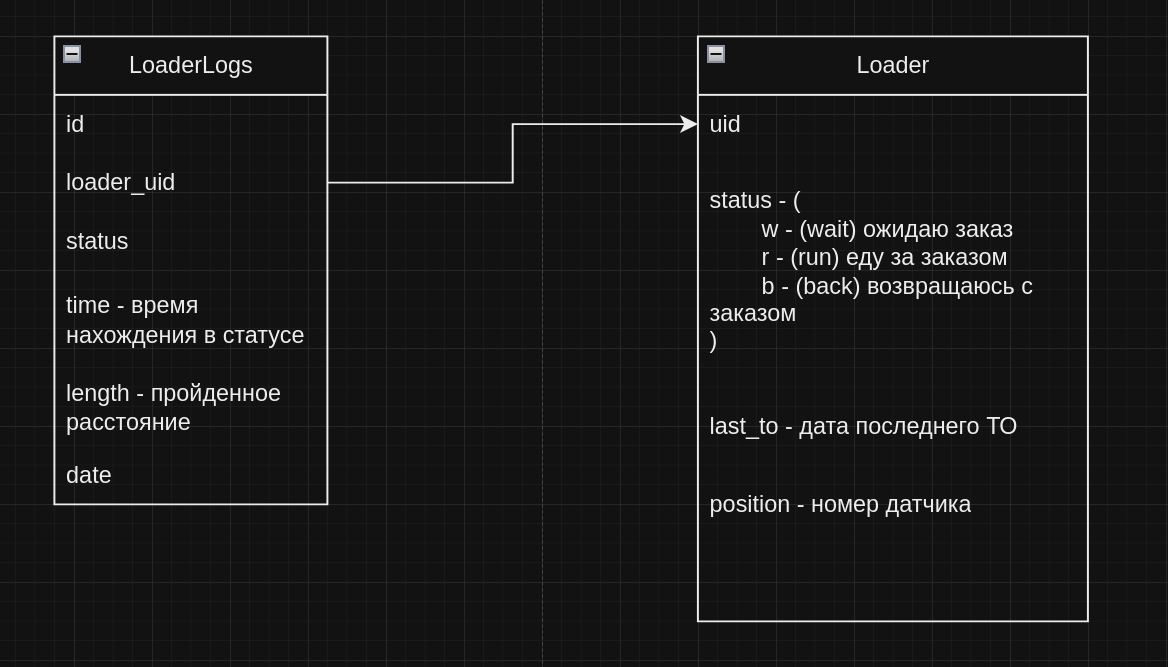 LoaderLogs
id
loader_uid
status
time - время
нахождения в статусе
length - пройденное
расстояние
date
Loader
uid
status - (
w - (wait) ожидаю заказ
r - (run) еду за заказом
b - (back) возвращаюсь с
заказом
)
last_to - дата последнего ТО
position - номер датчика